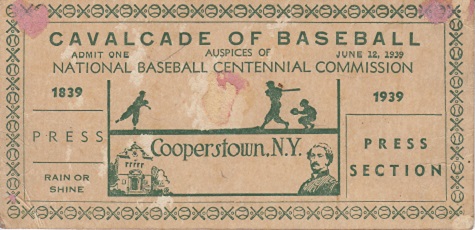 CAVALCADE OF BASEBALL
ADMIT ONE AUSPICES OF JUNE 12, 1939
NATIONAL BASEBALL CENTENNIAL COMMISSION
1839
1939
PRESS
Cooperstown, N.Y.
PRESS
SECTION
RAIN OR
SHINE